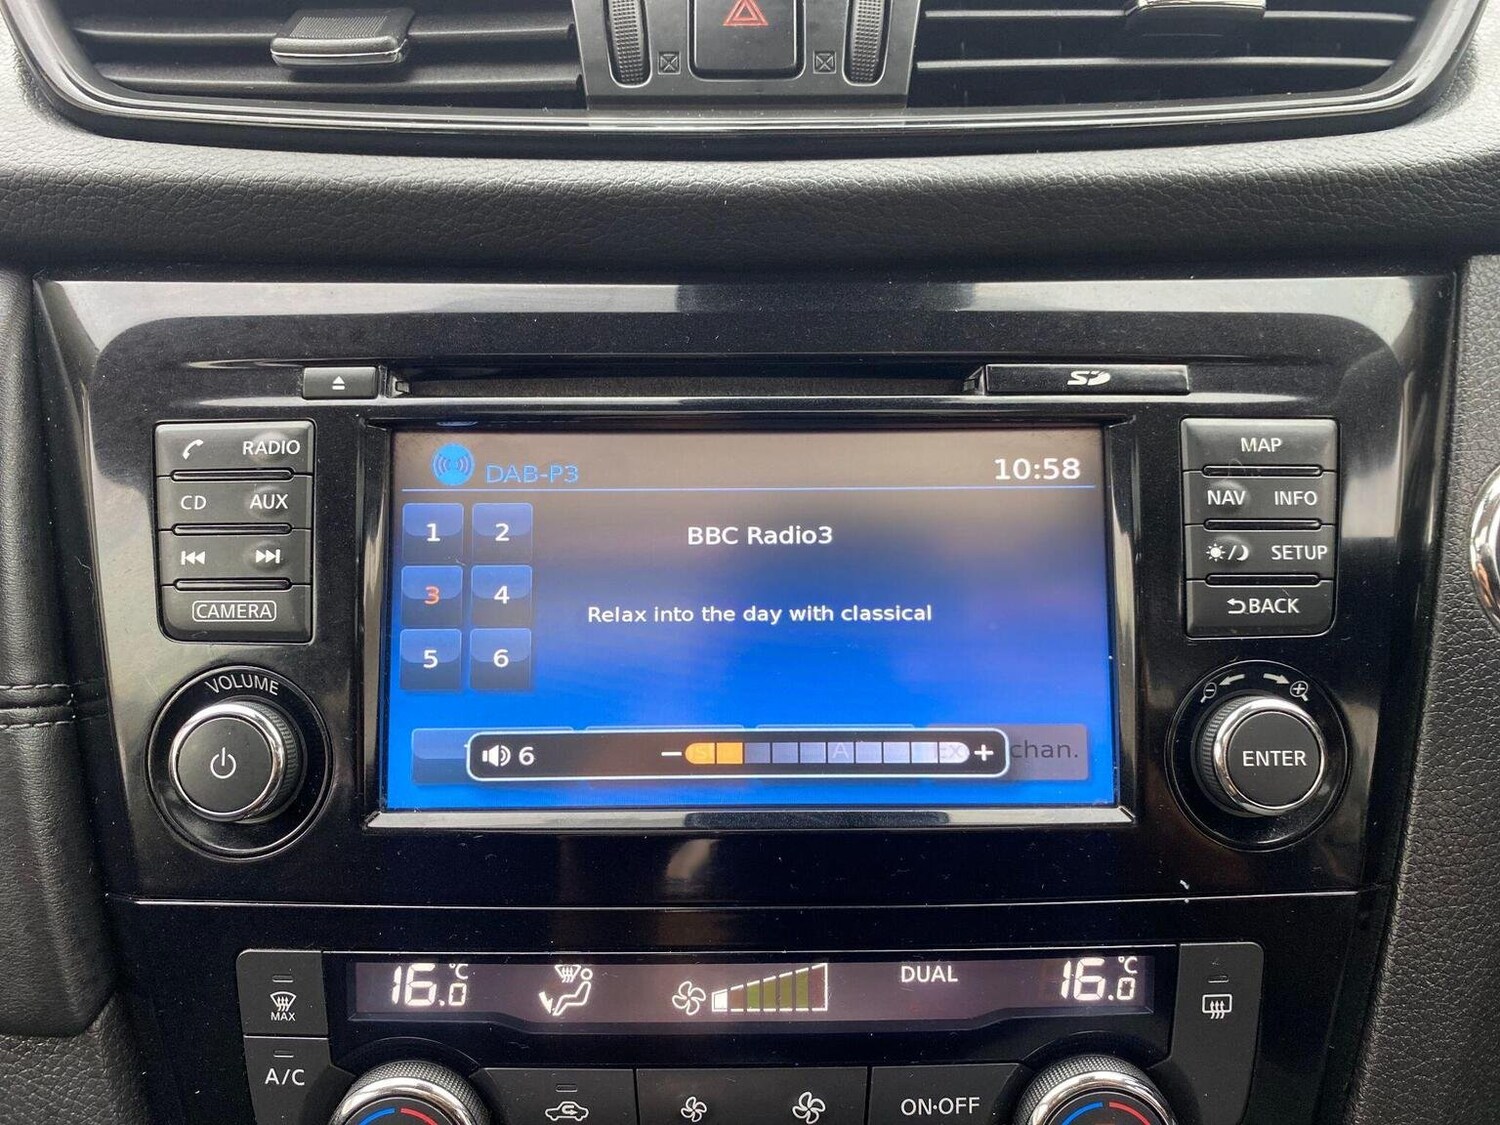 SD
RADIO
CD AUX
CAMERA
VOLUME
DAB-P3
10:58
1 2
3 4
5 6
BBC Radio3
Relax into the day with classical
6
− +
chan.
MAP
NAV INFO
SETUP
BACK
ENTER
MAX
A/C
16.0 °C
DUAL
16.0 °C
ON·OFF